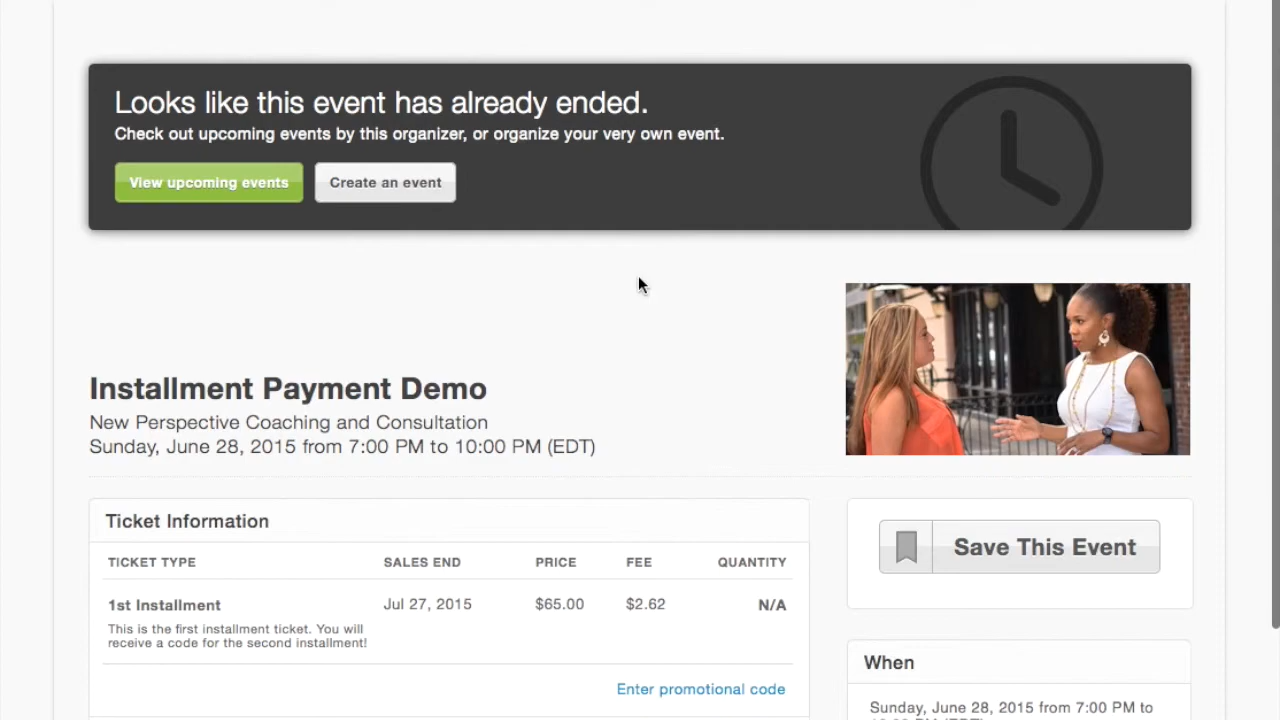 Looks like this event has already ended.
Check out upcoming events by this organizer, or organize your very own event.
View upcoming events
Create an event
Installment Payment Demo
New Perspective Coaching and Consultation
Sunday, June 28, 2015 from 7:00 PM to 10:00 PM (EDT)
Ticket Information
TICKET TYPE SALES END PRICE FEE QUANTITY
1st Installment Jul 27, 2015 $65.00 $2.62 N/A
This is the first installment ticket. You will
receive a code for the second installment!
Enter promotional code
Save This Event
When
Sunday, June 28, 2015 from 7:00 PM to